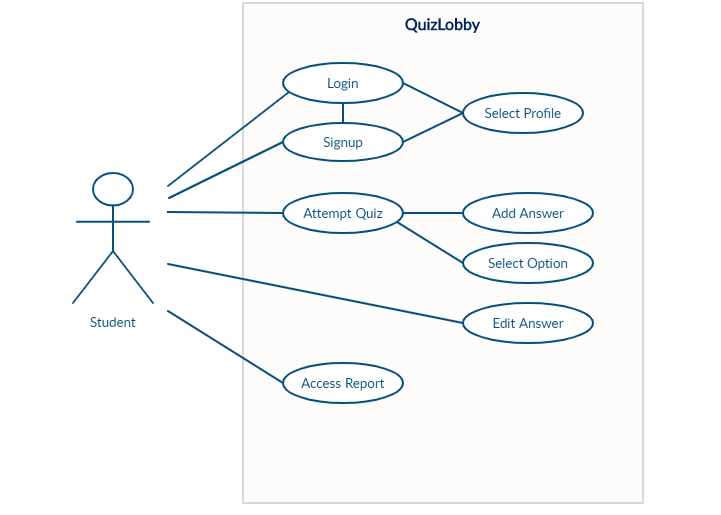 QuizLobby
Login
Select Profile
Signup
Attempt Quiz
Add Answer
Select Option
Student
Edit Answer
Access Report